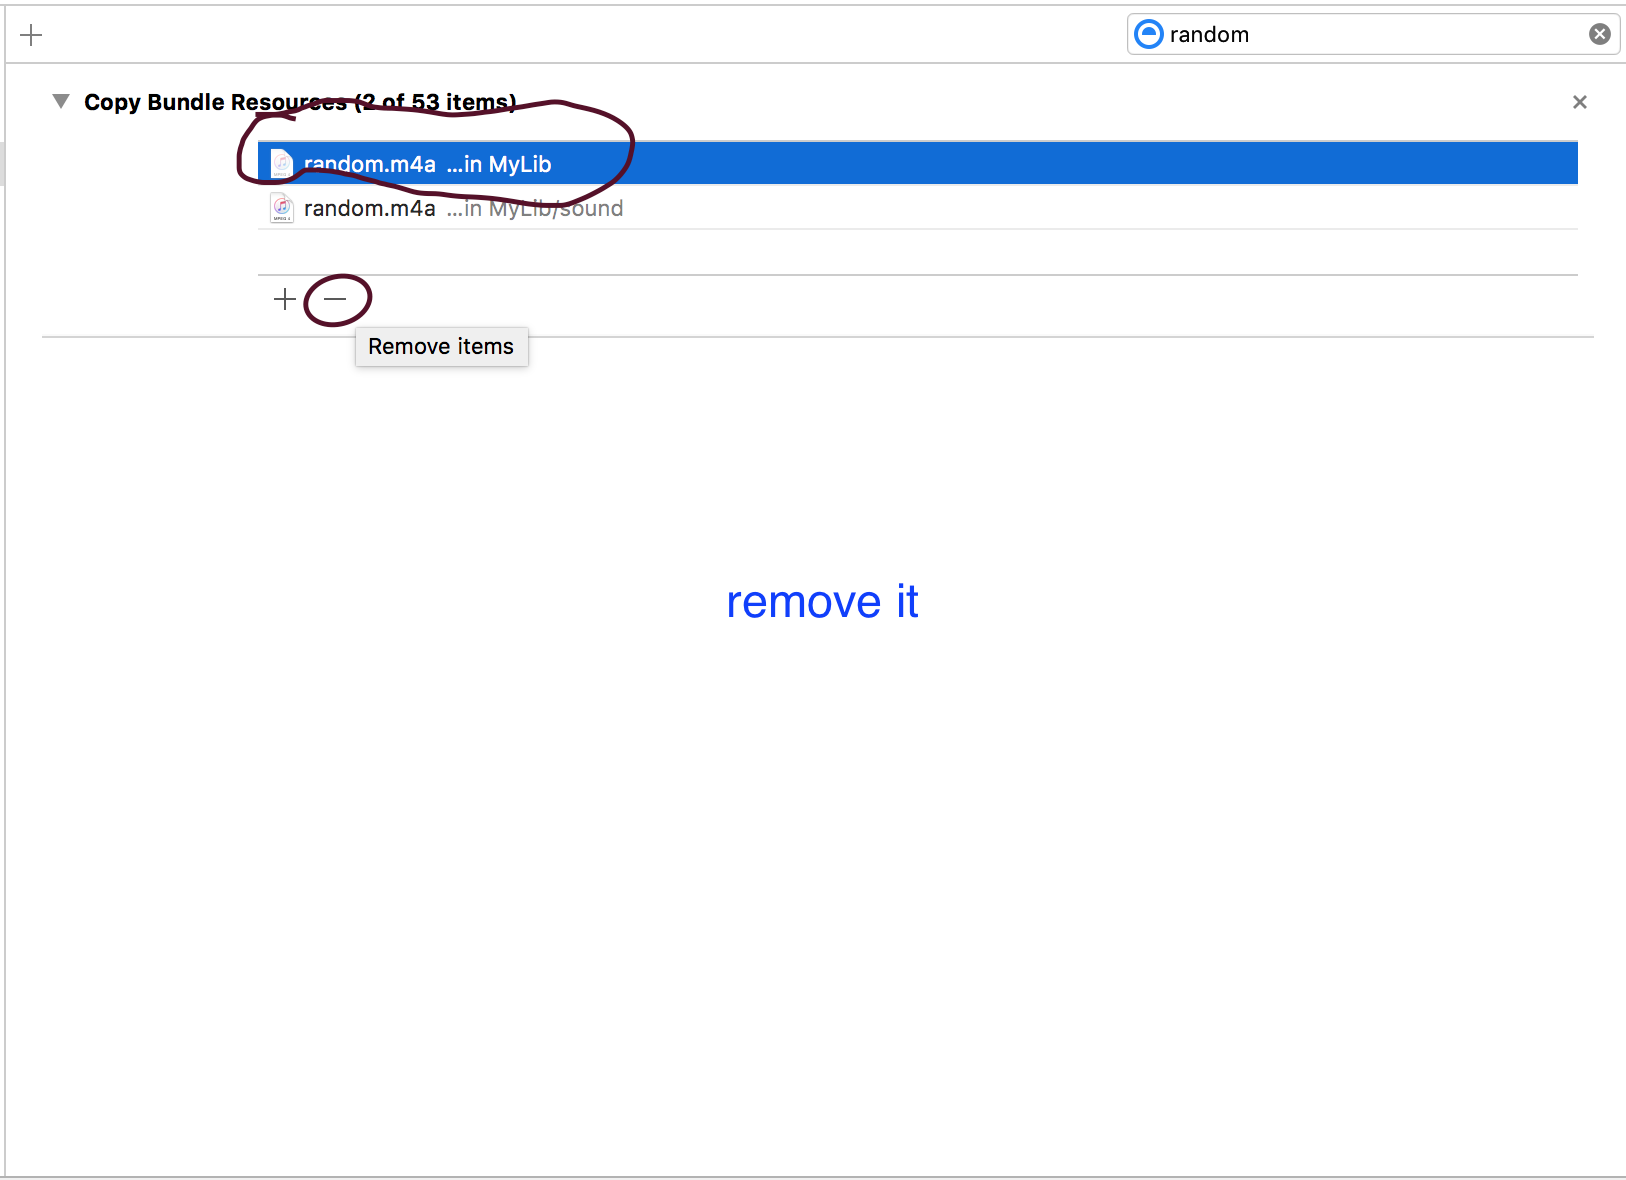 random
Copy Bundle Resources (2 of 53 items)
random.m4a ...in MyLib
random.m4a ...in MyLib/sound
Remove items
remove it